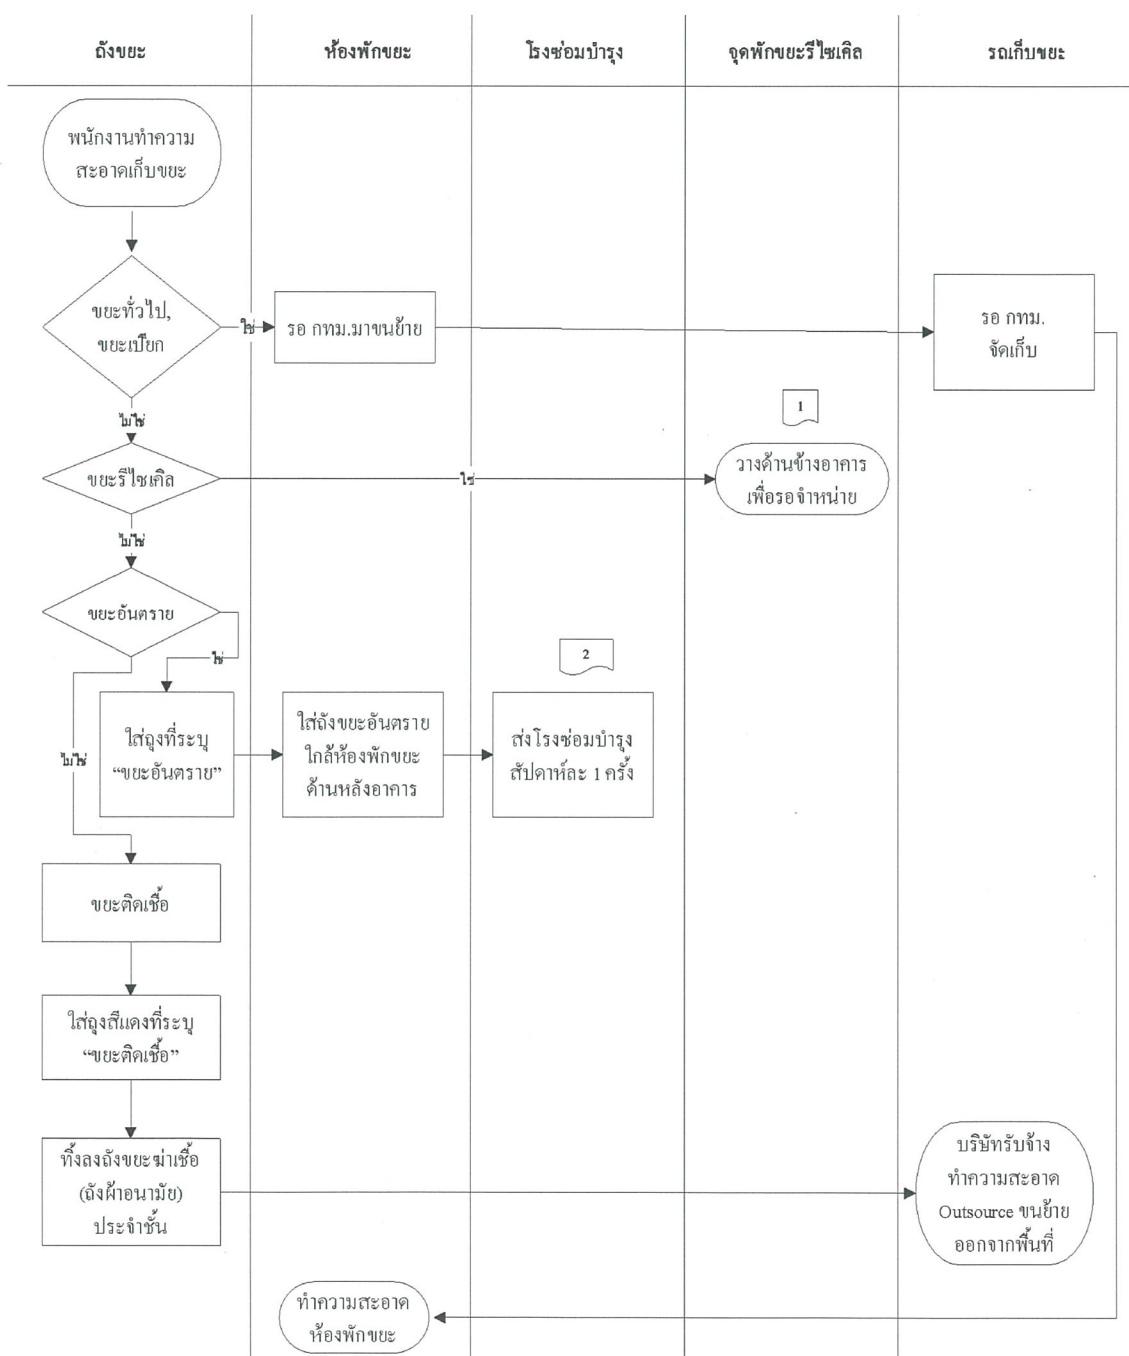 ถังขยะ
ห้องพักขยะ
โรงซ่อมบำรุง
จุดพักขยะรีไซเคิล
รถเก็บขยะ
พนักงานทำความ
สะอาดเก็บขยะ
ขยะทั่วไป,
ขยะเปียก
ใช่
รอ กทม.มาขนย้าย
รอ กทม.
จัดเก็บ
ไม่ใช่
1
ขยะรีไซเคิล
ใช่
วางด้านข้างอาคาร
เพื่อรอจำหน่าย
ไม่ใช่
ขยะอันตราย
ใช่
2
ไม่ใช่
ใส่ถุงที่ระบุ
“ขยะอันตราย”
ใส่ถังขยะอันตราย
ใกล้ห้องพักขยะ
ด้านหลังอาคาร
ส่งโรงซ่อมบำรุง
สัปดาห์ละ 1 ครั้ง
ขยะติดเชื้อ
ใส่ถุงสีแดงที่ระบุ
“ขยะติดเชื้อ”
ทิ้งลงถังขยะฆ่าเชื้อ
(ถังผ้าอนามัย)
ประจำชั้น
บริษัทรับจ้าง
ทำความสะอาด
Outsource ขนย้าย
ออกจากพื้นที่
ทำความสะอาด
ห้องพักขยะ